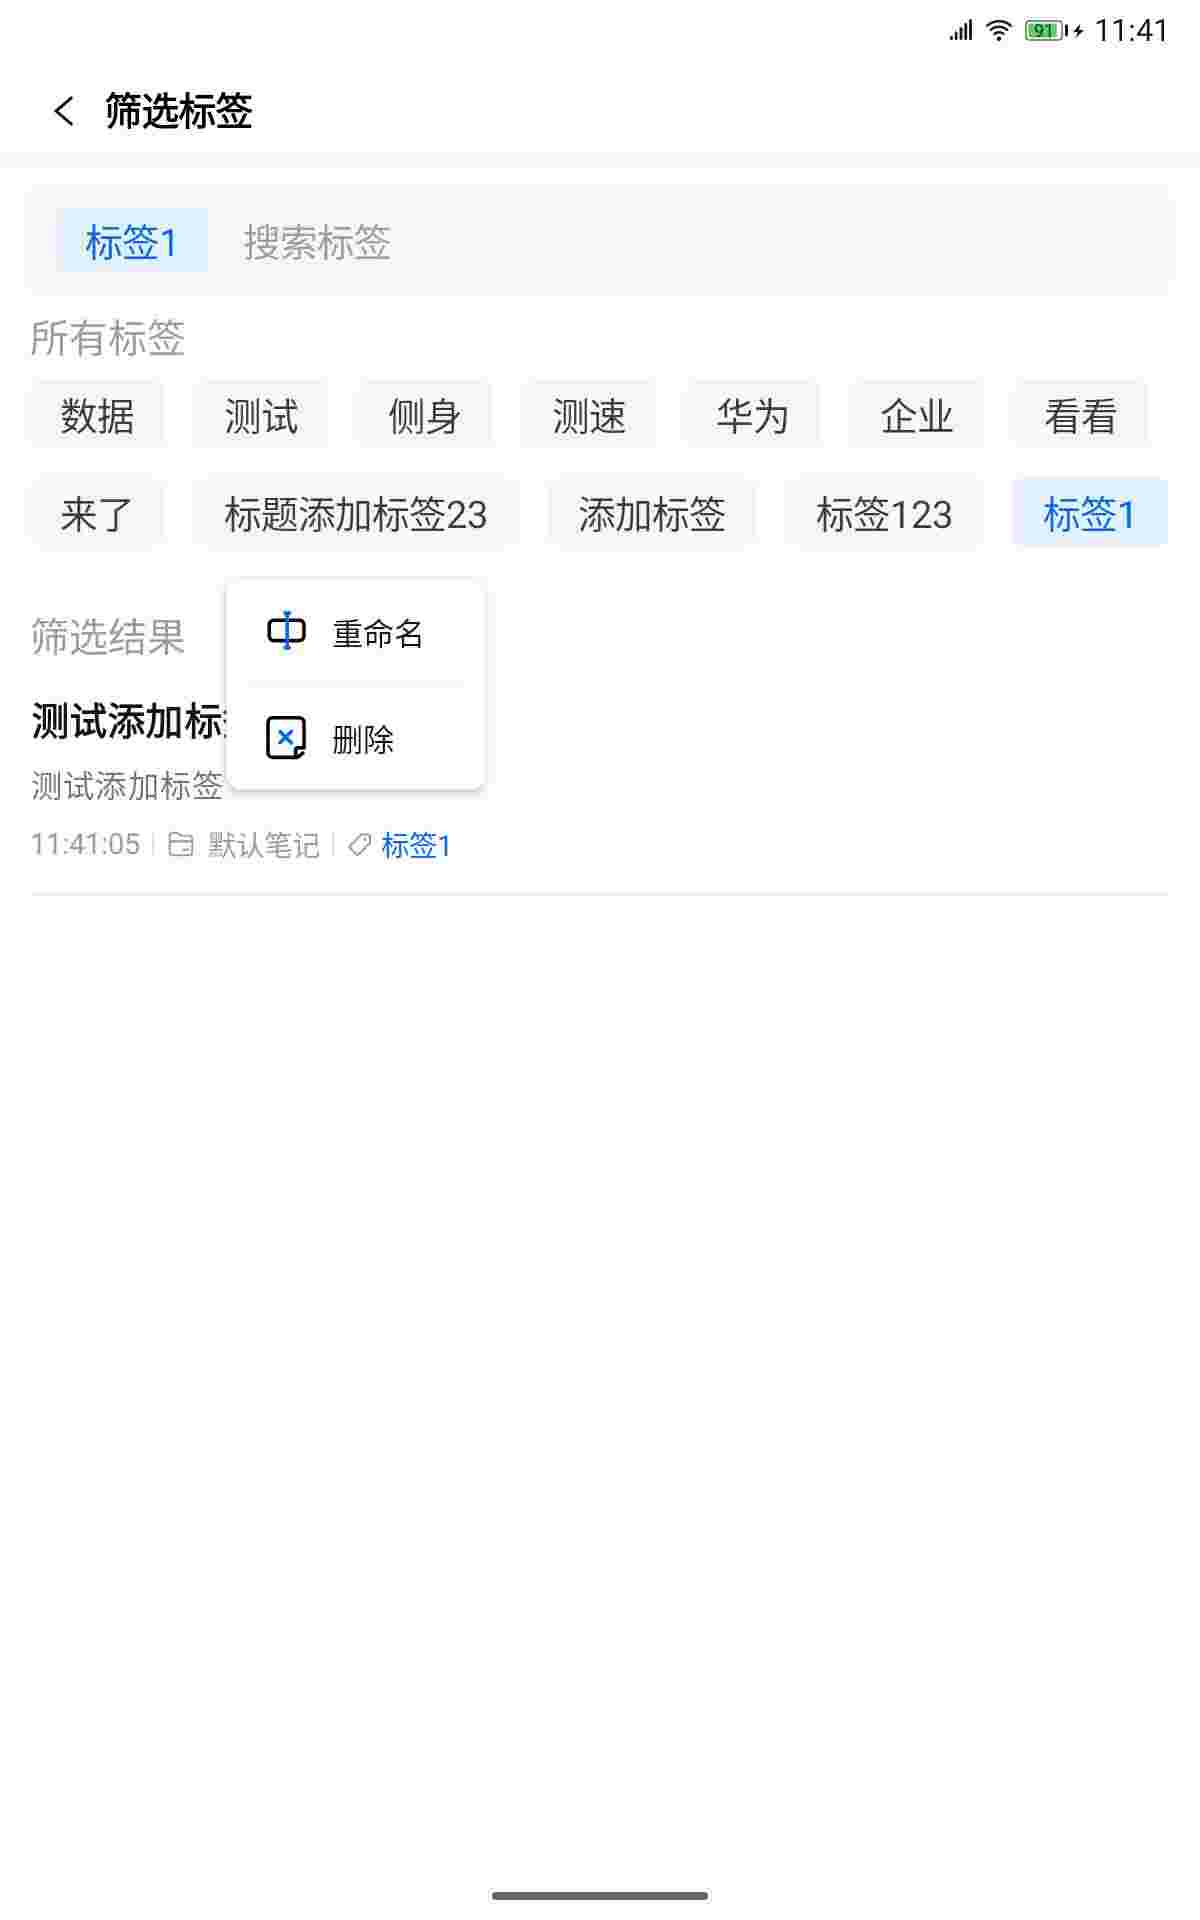 91 11:41
筛选标签
标签1 搜索标签
所有标签
数据 测试 侧身 测速 华为 企业 看看
来了 标题添加标签23 添加标签 标签123 标签1
筛选结果
重命名
删除
测试添加标
测试添加标签
11:41:05 默认笔记 标签1